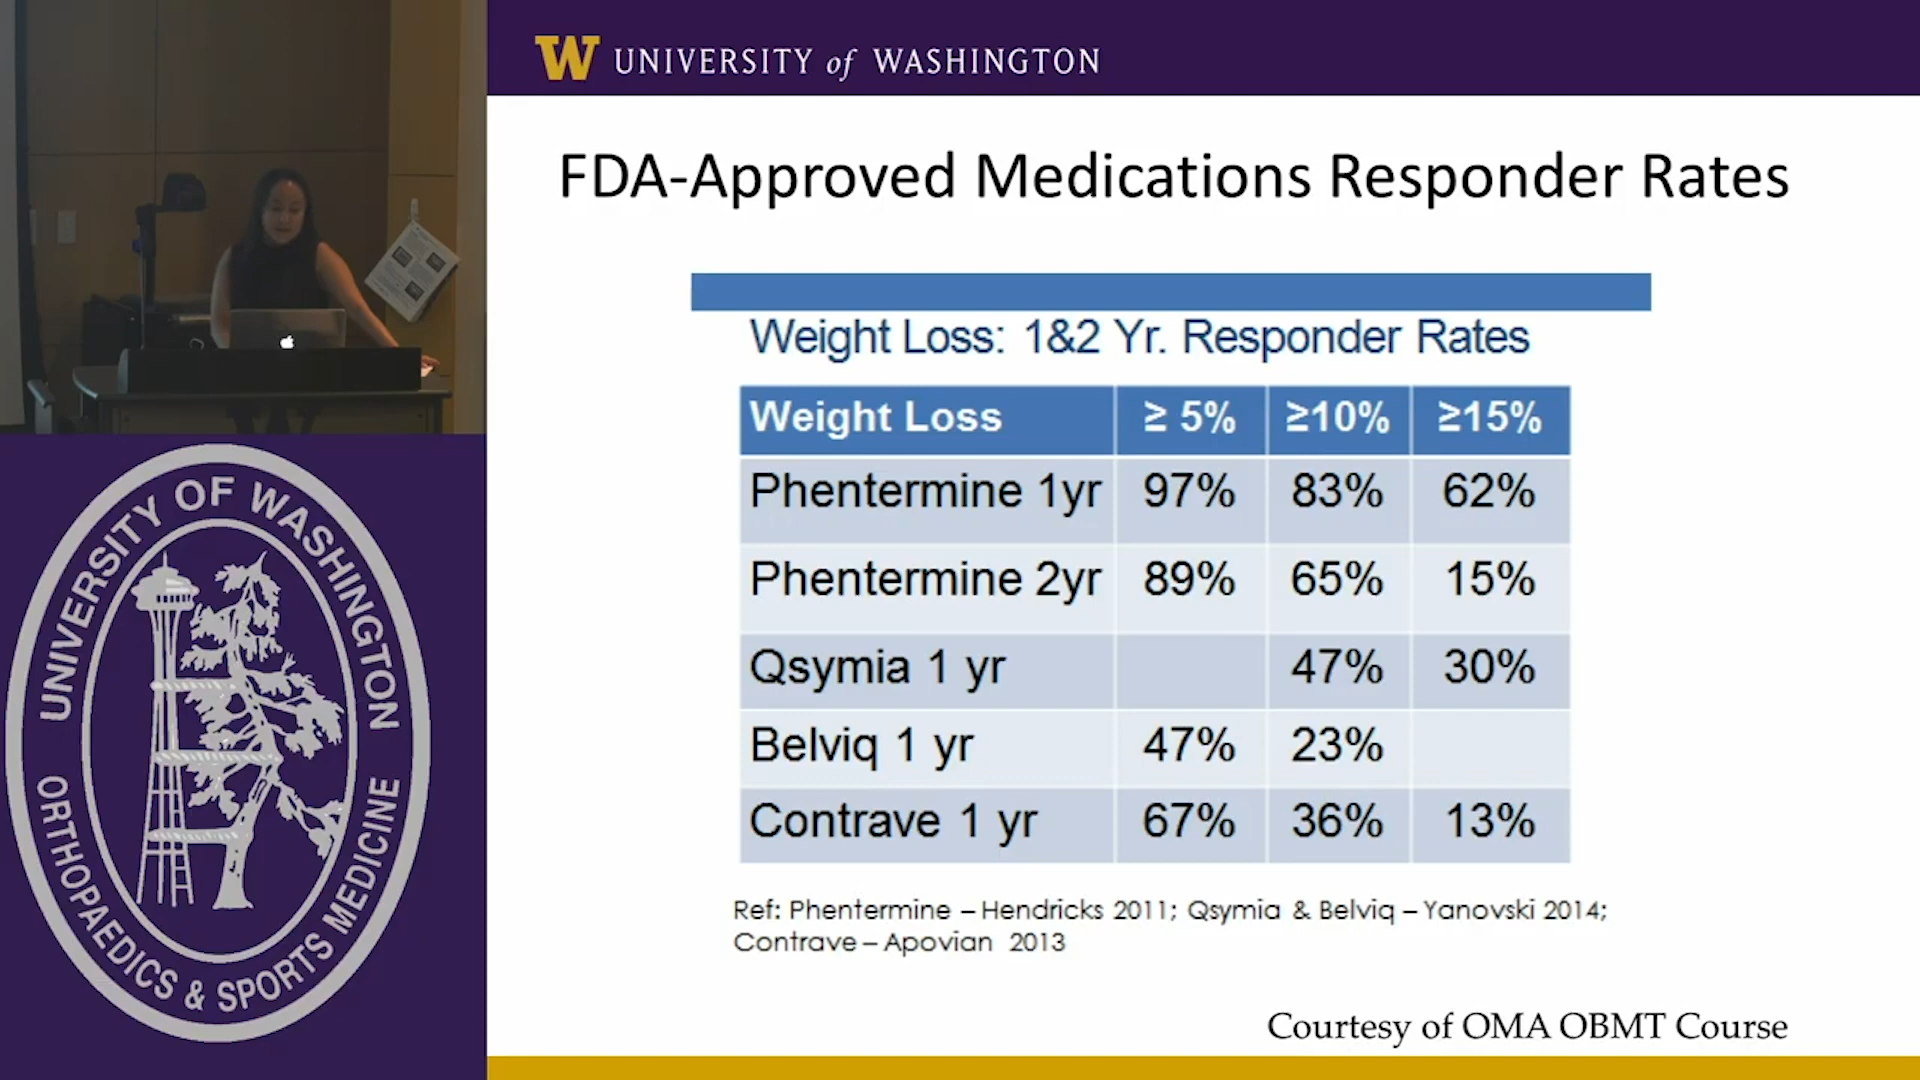 W UNIVERSITY of WASHINGTON
FDA-Approved Medications Responder Rates
Weight Loss: 1&2 Yr. Responder Rates
Weight Loss ≥ 5% ≥10% ≥15%
Phentermine 1yr 97% 83% 62%
Phentermine 2yr 89% 65% 15%
Qsymia 1 yr 47% 30%
Belviq 1 yr 47% 23%
Contrave 1 yr 67% 36% 13%
Ref: Phentermine – Hendricks 2011; Qsymia & Belviq – Yanovski 2014;
Contrave – Apovian 2013
Courtesy of OMA OBMT Course
UNIVERSITY OF WASHINGTON
ORTHOPAEDICS & SPORTS MEDICINE